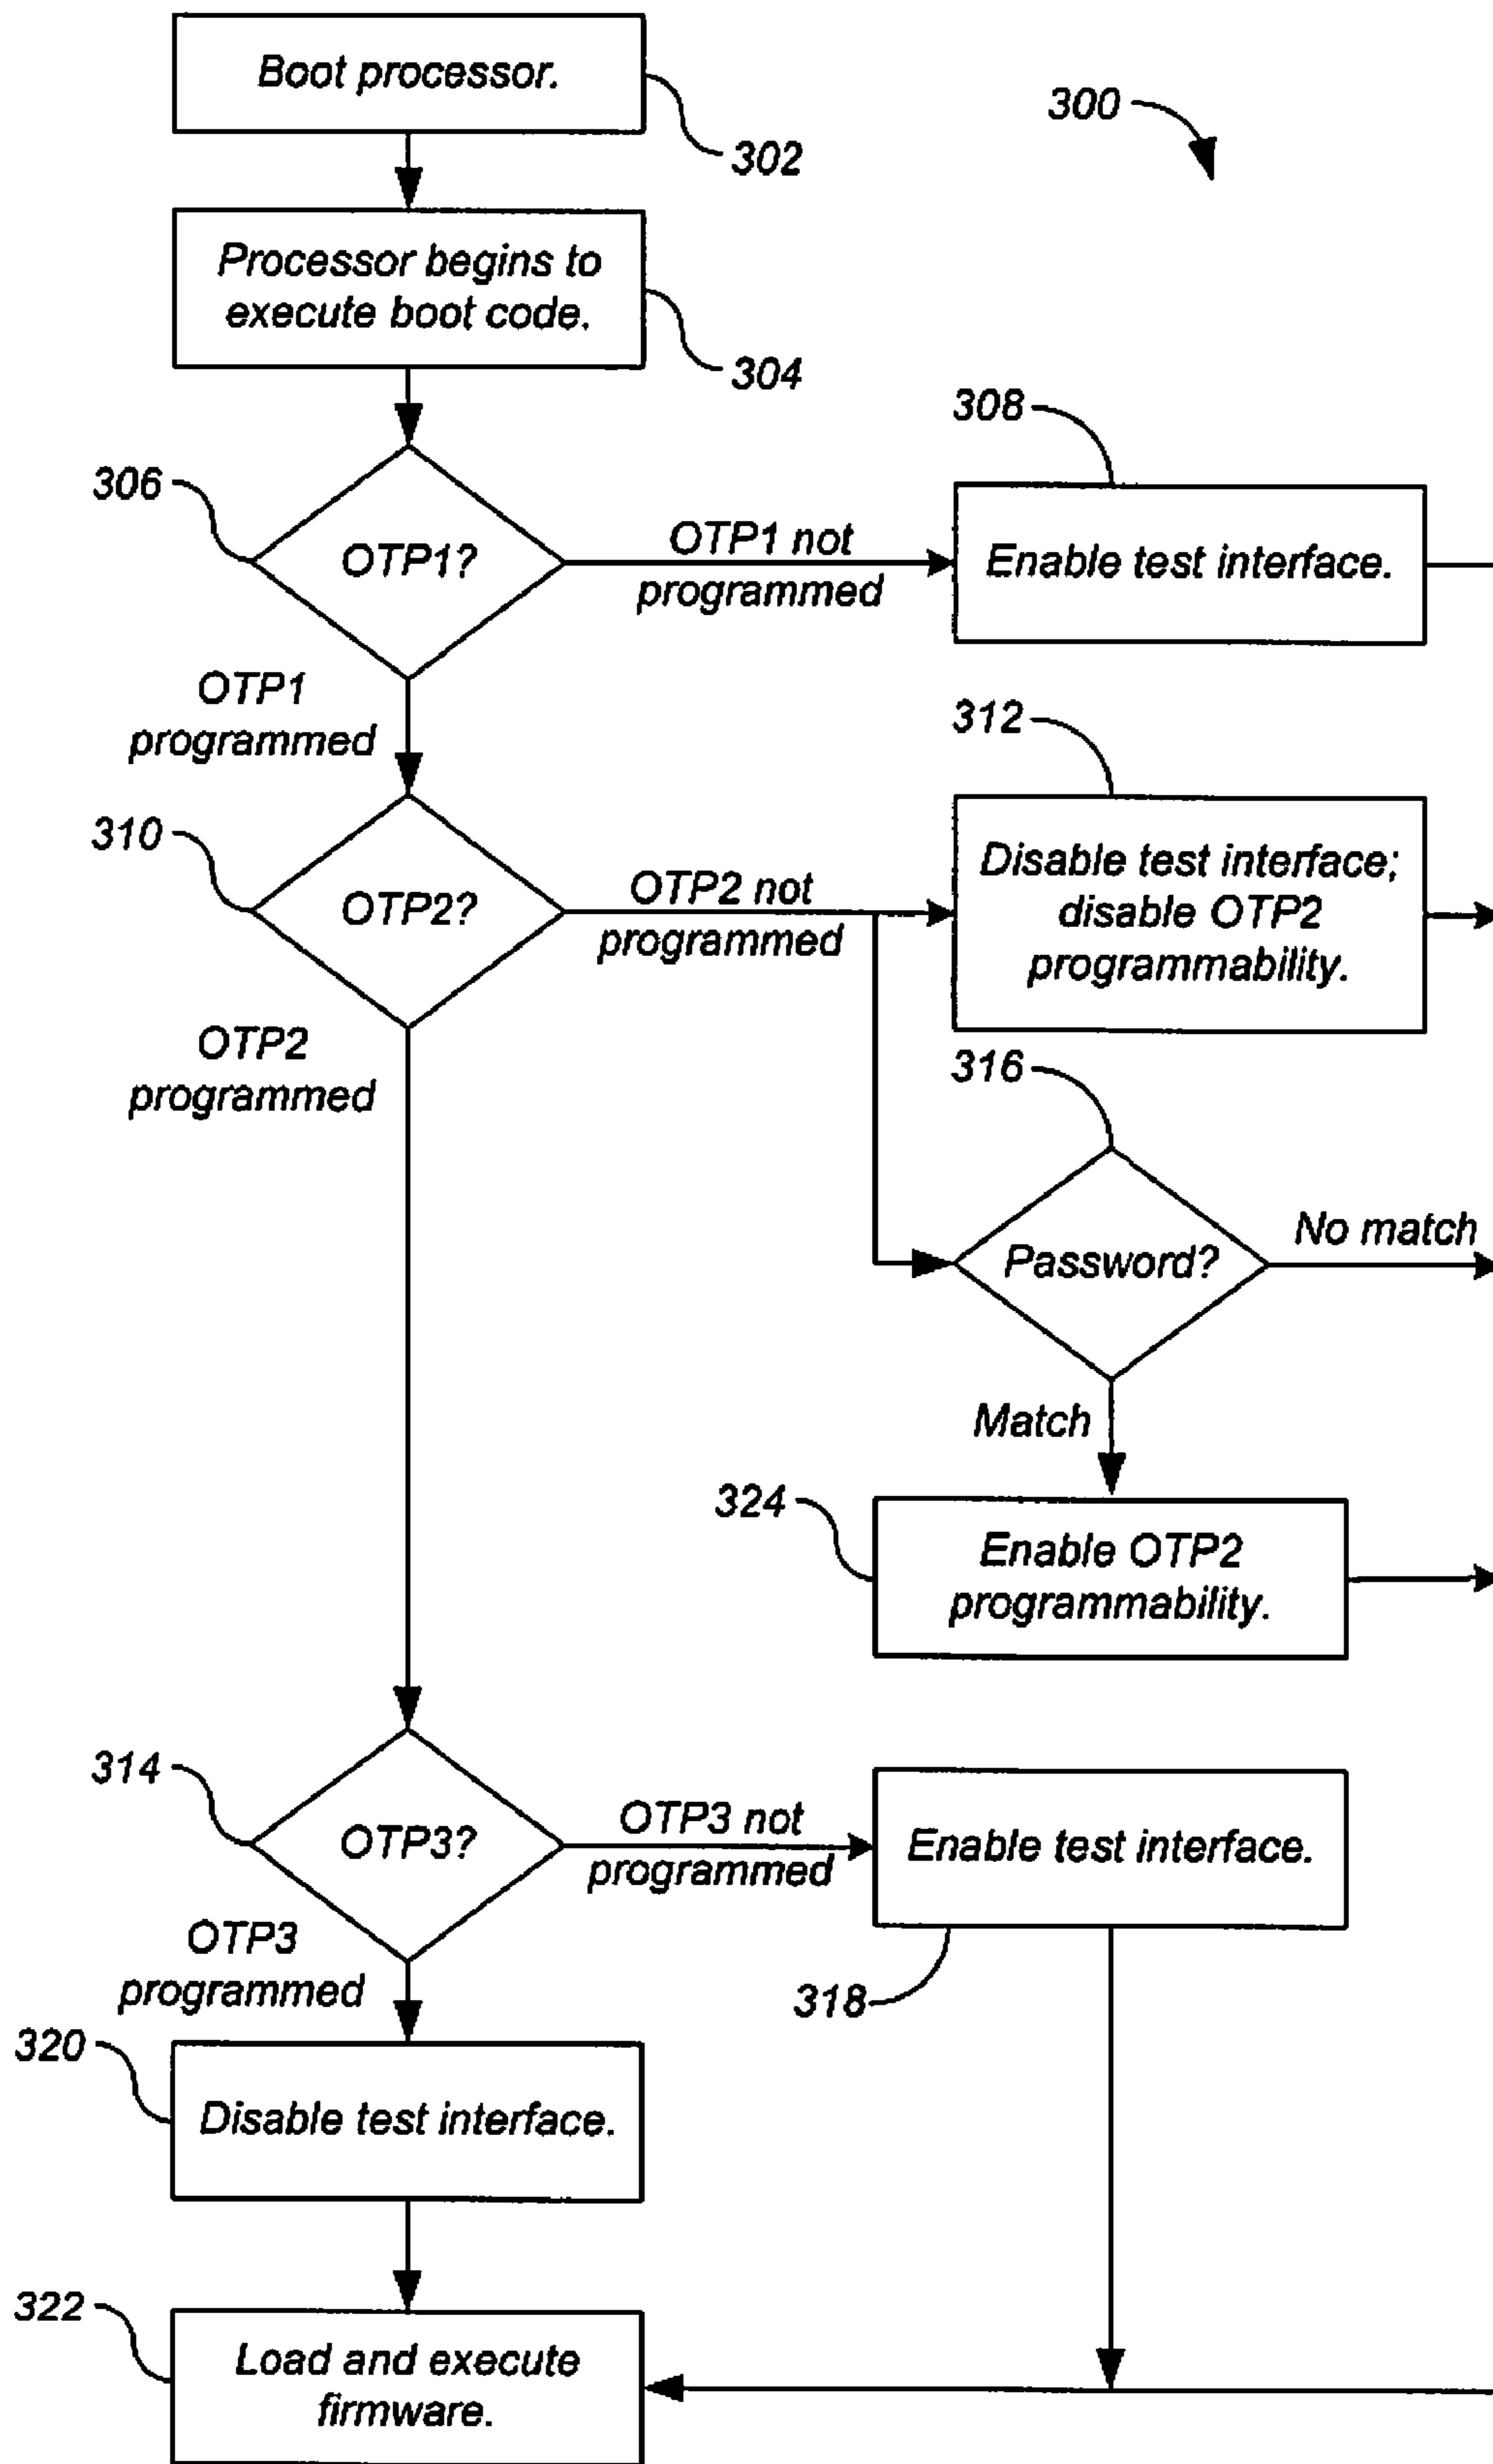 Boot processor.
302
300
Processor begins to
execute boot code.
304
308
306
OTP1?
OTP1 not
programmed
Enable test interface.
OTP1
programmed
312
310
OTP2?
OTP2 not
programmed
Disable test interface;
disable OTP2
programmability.
OTP2
programmed
316
Password?
No match
Match
324
Enable OTP2
programmability.
314
OTP3?
OTP3 not
programmed
Enable test interface.
318
OTP3
programmed
320
Disable test interface.
322
Load and execute
firmware.